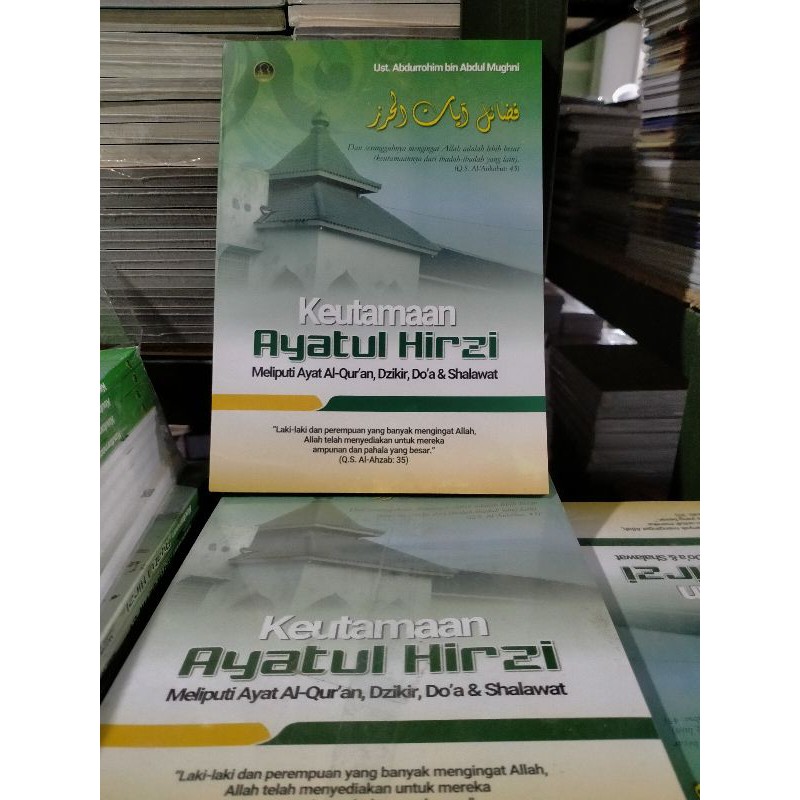 Ust. Abdurrohim bin Abdul Mughni
فضائل آيات الحرز
Dan sesungguhnya mengingat Allah adalah lebih besar
(keutamaannya dari ibadah-ibadah yang lain).
(Q.S. Al-Ankabut: 45)
Keutamaan
Ayatul Hirzi
Meliputi Ayat Al-Qur'an, Dzikir, Do'a & Shalawat
"Laki-laki dan perempuan yang banyak mengingat Allah,
Allah telah menyediakan untuk mereka
ampunan dan pahala yang besar."
(Q.S. Al-Ahzab: 35)
Keutamaan
Ayatul Hirzi
Meliputi Ayat Al-Qur'an, Dzikir, Do'a & Shalawat
"Laki-laki dan perempuan yang banyak mengingat Allah,
Allah telah menyediakan untuk mereka